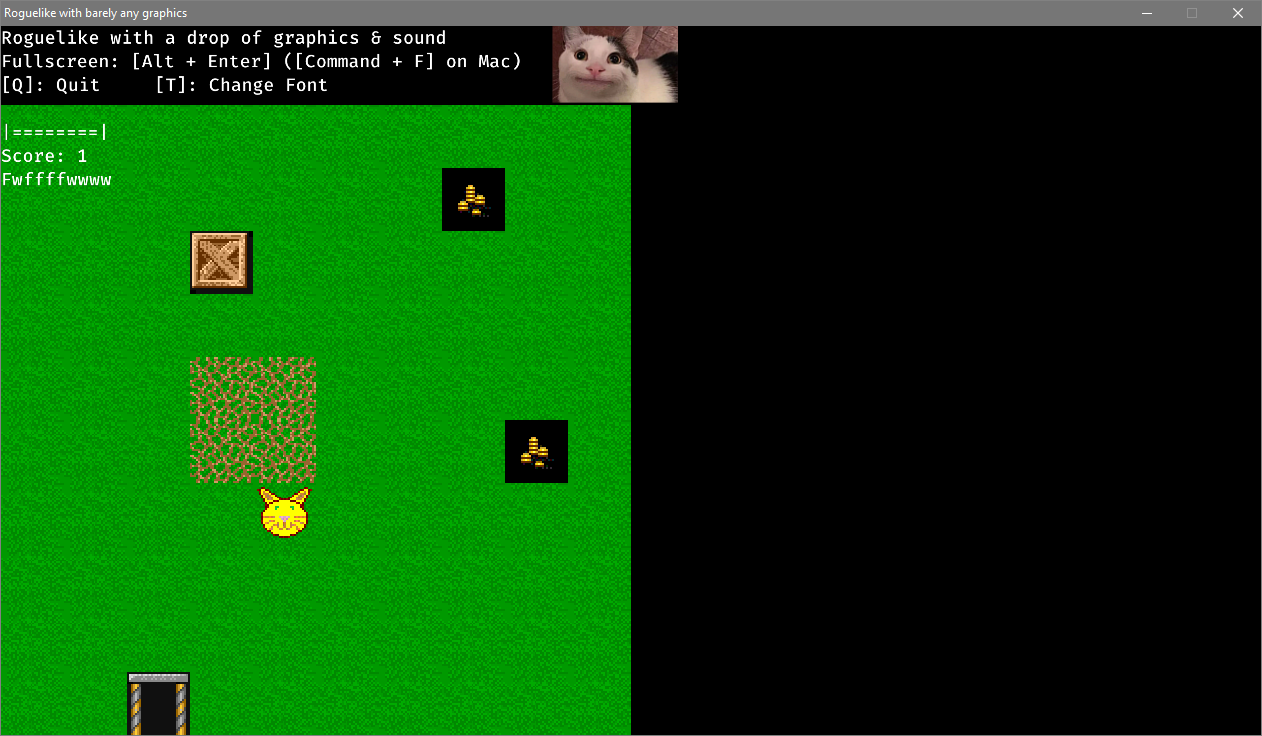 Roguelike with barely any graphics
Roguelike with a drop of graphics & sound
Fullscreen: [Alt + Enter] ([Command + F] on Mac)
[Q]: Quit     [T]: Change Font
|========|
Score: 1
Fwffffwwww